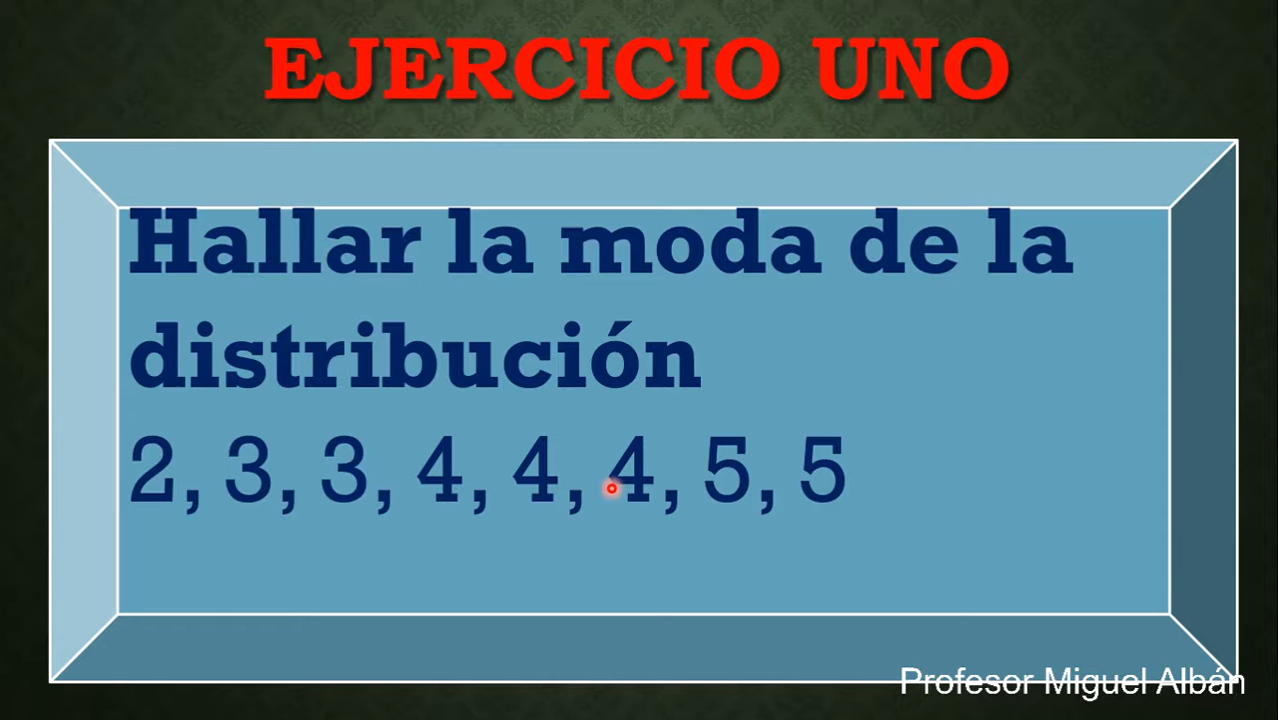 EJERCICIO UNO
Hallar la moda de la
distribución
2, 3, 3, 4, 4, 4, 5, 5
Profesor Miguel Albán